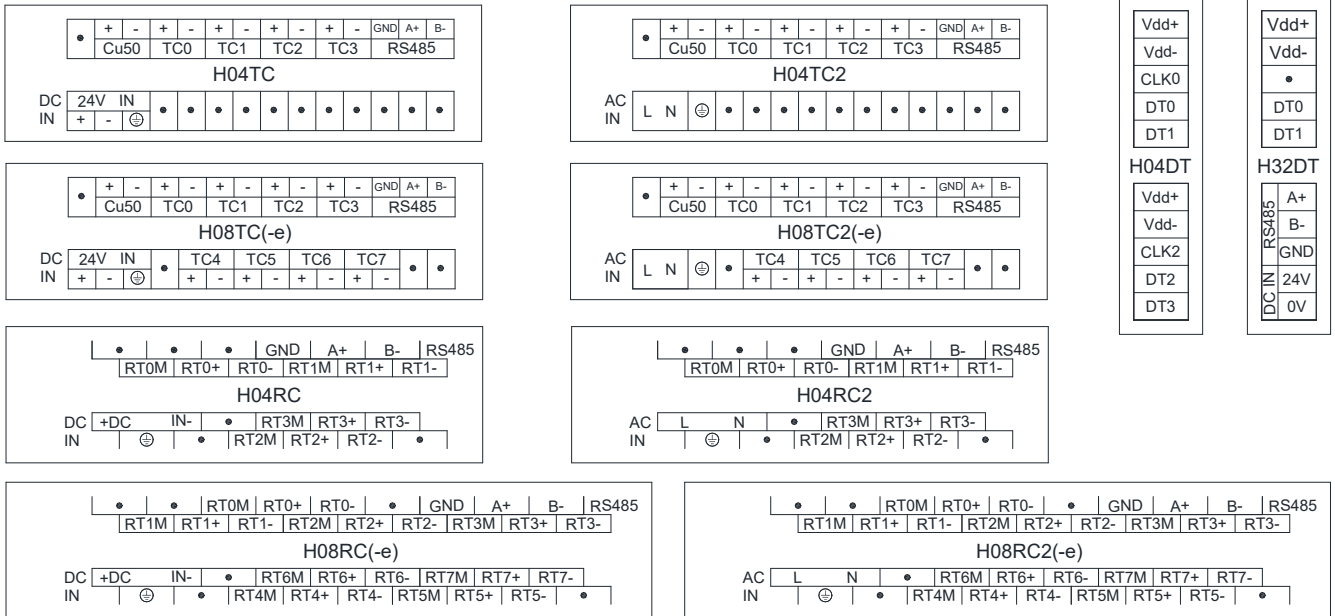 + - + - + - + - + - GND A+ B-
Cu50 TC0 TC1 TC2 TC3 RS485
H04TC
DC IN 24V IN
+ -
+ - + - + - + - + - GND A+ B-
Cu50 TC0 TC1 TC2 TC3 RS485
H04TC2
AC IN L N
Vdd+
Vdd-
CLK0
DT0
DT1
H04DT
Vdd+
Vdd-
CLK2
DT2
DT3
Vdd+
Vdd-
DT0
DT1
H32DT
RS485
A+
B-
GND
DC IN
24V
0V
+ - + - + - + - + - GND A+ B-
Cu50 TC0 TC1 TC2 TC3 RS485
H08TC(-e)
DC 24V IN TC4 TC5 TC6 TC7
IN + - + - + - + - + -
+ - + - + - + - + - GND A+ B-
Cu50 TC0 TC1 TC2 TC3 RS485
H08TC2(-e)
AC IN L N TC4 TC5 TC6 TC7
+ - + - + - + -
GND A+ B- RS485
RT0M RT0+ RT0- RT1M RT1+ RT1-
H04RC
DC +DC IN- RT3M RT3+ RT3-
IN RT2M RT2+ RT2-
GND A+ B- RS485
RT0M RT0+ RT0- RT1M RT1+ RT1-
H04RC2
AC L N RT3M RT3+ RT3-
IN RT2M RT2+ RT2-
RT0M RT0+ RT0- GND A+ B- RS485
RT1M RT1+ RT1- RT2M RT2+ RT2- RT3M RT3+ RT3-
H08RC(-e)
DC +DC IN- RT6M RT6+ RT6- RT7M RT7+ RT7-
IN RT4M RT4+ RT4- RT5M RT5+ RT5-
RT0M RT0+ RT0- GND A+ B- RS485
RT1M RT1+ RT1- RT2M RT2+ RT2- RT3M RT3+ RT3-
H08RC2(-e)
AC L N RT6M RT6+ RT6- RT7M RT7+ RT7-
IN RT4M RT4+ RT4- RT5M RT5+ RT5-